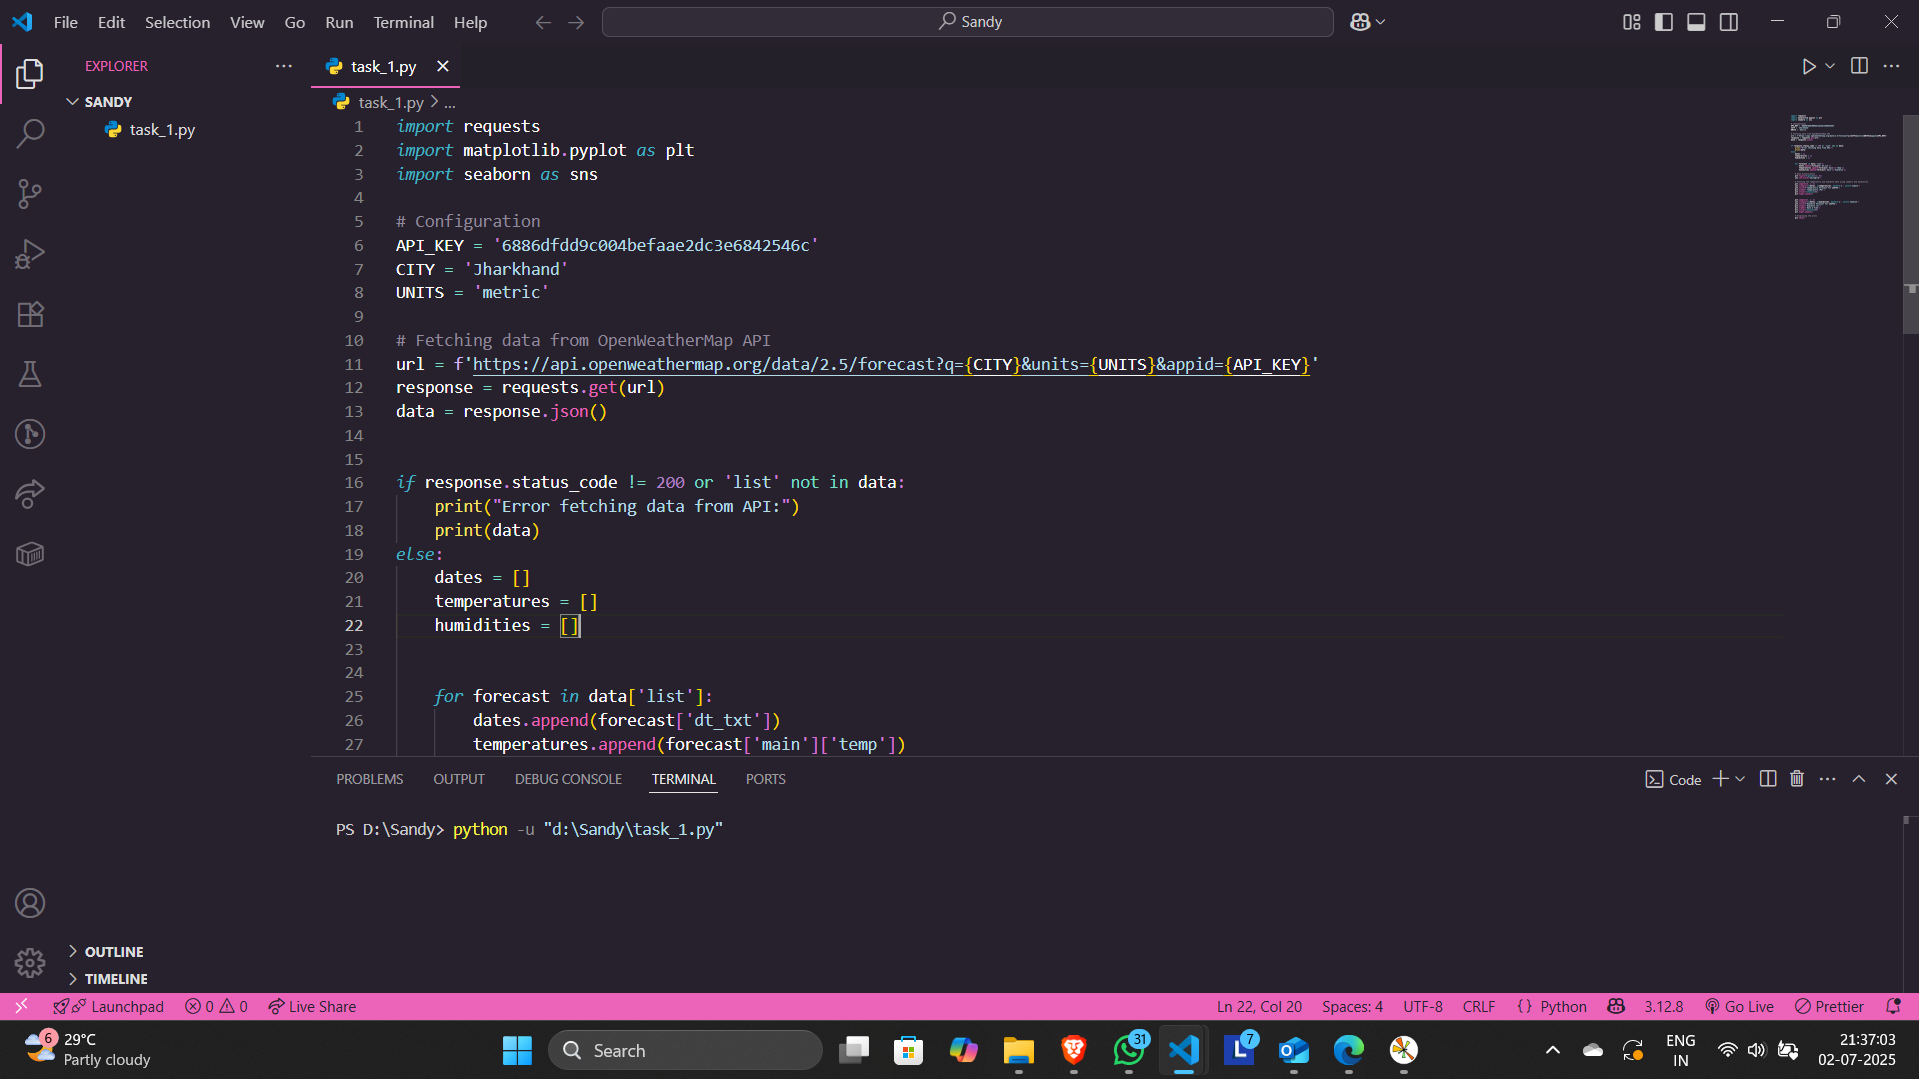 File Edit Selection View Go Run Terminal Help
Sandy
EXPLORER
SANDY
task_1.py
OUTLINE
TIMELINE
task_1.py
task_1.py > ...
1 import requests
2 import matplotlib.pyplot as plt
3 import seaborn as sns
4
5 # Configuration
6 API_KEY = '6886dfdd9c004befaae2dc3e6842546c'
7 CITY = 'Jharkhand'
8 UNITS = 'metric'
9
10 # Fetching data from OpenWeatherMap API
11 url = f'https://api.openweathermap.org/data/2.5/forecast?q={CITY}&units={UNITS}&appid={API_KEY}'
12 response = requests.get(url)
13 data = response.json()
14
15
16 if response.status_code != 200 or 'list' not in data:
17 print("Error fetching data from API:")
18 print(data)
19 else:
20 dates = []
21 temperatures = []
22 humidities = []
23
24
25 for forecast in data['list']:
26 dates.append(forecast['dt_txt'])
27 temperatures.append(forecast['main']['temp'])
PROBLEMS OUTPUT DEBUG CONSOLE TERMINAL PORTS
Code
PS D:\Sandy> python -u "d:\Sandy\task_1.py"
Launchpad 0 0 Live Share
Ln 22, Col 20 Spaces: 4 UTF-8 CRLF {} Python 3.12.8 Go Live Prettier
6 29°C
Partly cloudy
Search
31
L 7
ENG
IN
21:37:03
02-07-2025